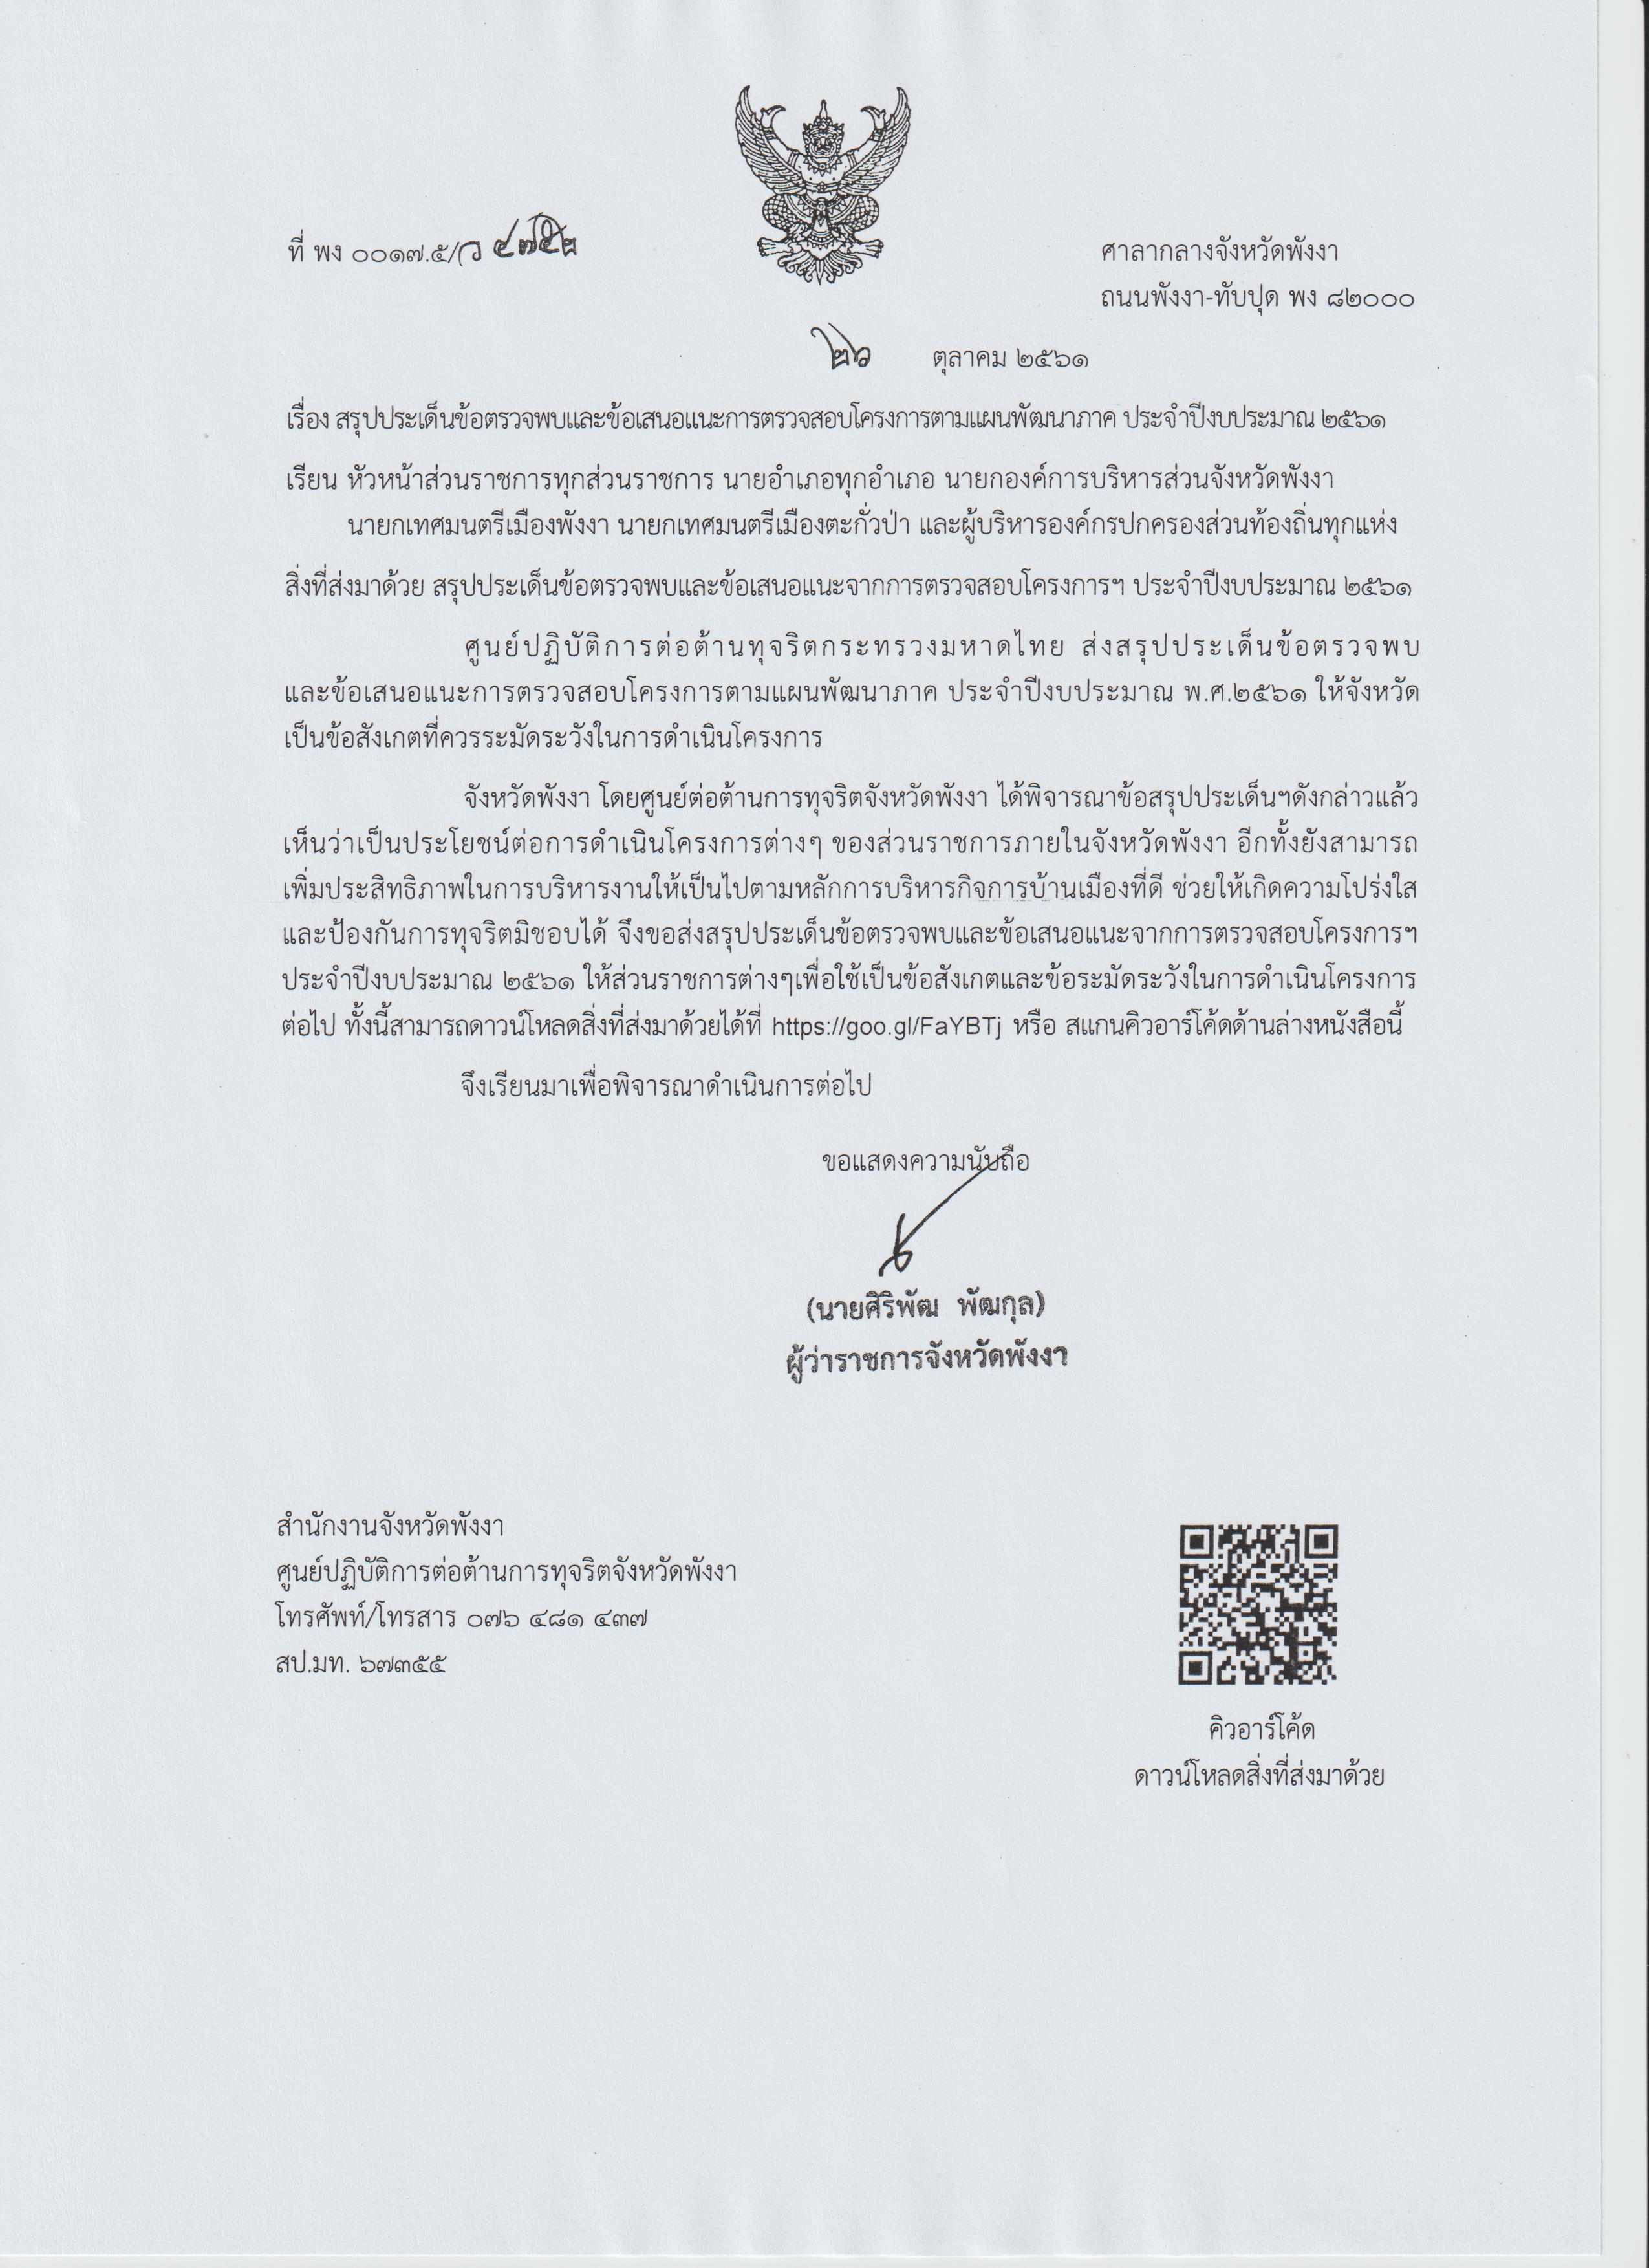 ที่ พง ๐๐๑๗.๕/ว
ศาลากลางจังหวัดพังงา
ถนนพังงา-ทับปุด พง ๘๒๐๐๐
๒๖ ตุลาคม ๒๕๖๑
เรื่อง สรุปประเด็นข้อตรวจพบและข้อเสนอแนะการตรวจสอบโครงการตามแผนพัฒนาภาค ประจำปีงบประมาณ ๒๕๖๑
เรียน หัวหน้าส่วนราชการทุกส่วนราชการ นายอำเภอทุกอำเภอ นายกองค์การบริหารส่วนจังหวัดพังงา
นายกเทศมนตรีเมืองพังงา นายกเทศมนตรีเมืองตะกั่วป่า และผู้บริหารองค์กรปกครองส่วนท้องถิ่นทุกแห่ง
สิ่งที่ส่งมาด้วย สรุปประเด็นข้อตรวจพบและข้อเสนอแนะจากการตรวจสอบโครงการฯ ประจำปีงบประมาณ ๒๕๖๑
ศูนย์ปฏิบัติการต่อต้านทุจริตกระทรวงมหาดไทย ส่งสรุปประเด็นข้อตรวจพบ
และข้อเสนอแนะการตรวจสอบโครงการตามแผนพัฒนาภาค ประจำปีงบประมาณ พ.ศ.๒๕๖๑ ให้จังหวัด
เป็นข้อสังเกตที่ควรระมัดระวังในการดำเนินโครงการ
จังหวัดพังงา โดยศูนย์ต่อต้านการทุจริตจังหวัดพังงา ได้พิจารณาข้อสรุปประเด็นฯดังกล่าวแล้ว
เห็นว่าเป็นประโยชน์ต่อการดำเนินโครงการต่างๆ ของส่วนราชการภายในจังหวัดพังงา อีกทั้งยังสามารถ
เพิ่มประสิทธิภาพในการบริหารงานให้เป็นไปตามหลักการบริหารกิจการบ้านเมืองที่ดี ช่วยให้เกิดความโปร่งใส
และป้องกันการทุจริตมิชอบได้ จึงขอส่งสรุปประเด็นข้อตรวจพบและข้อเสนอแนะจากการตรวจสอบโครงการฯ
ประจำปีงบประมาณ ๒๕๖๑ ให้ส่วนราชการต่างๆเพื่อใช้เป็นข้อสังเกตและข้อระมัดระวังในการดำเนินโครงการ
ต่อไป ทั้งนี้สามารถดาวน์โหลดสิ่งที่ส่งมาด้วยได้ที่ https://goo.gl/FaYBTj หรือ สแกนคิวอาร์โค้ดด้านล่างหนังสือนี้
จึงเรียนมาเพื่อพิจารณาดำเนินการต่อไป
ขอแสดงความนับถือ
(นายศิริพัฒ พัฒกุล)
ผู้ว่าราชการจังหวัดพังงา
สำนักงานจังหวัดพังงา
ศูนย์ปฏิบัติการต่อต้านการทุจริตจังหวัดพังงา
โทรศัพท์/โทรสาร ๐๗๖ ๔๘๑ ๔๓๗
สป.มท. ๖๗๓๕๕
คิวอาร์โค้ด
ดาวน์โหลดสิ่งที่ส่งมาด้วย